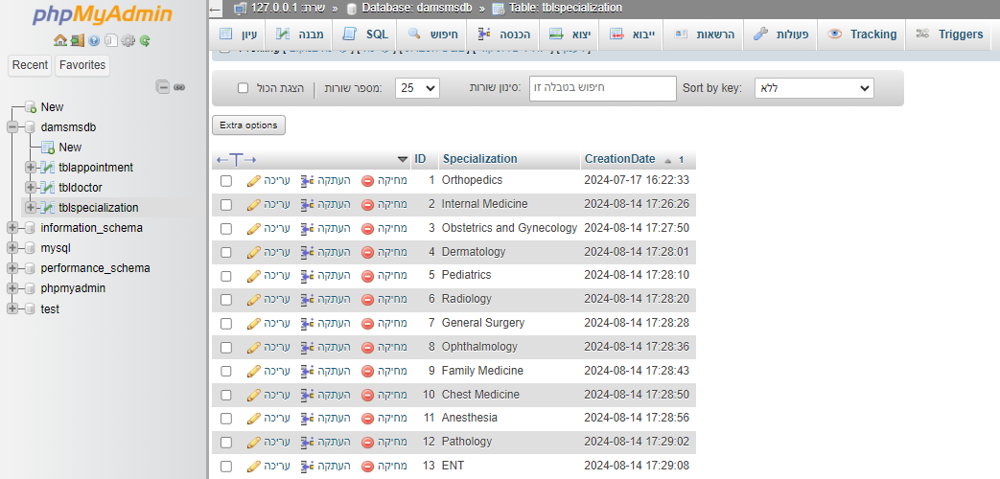 phpMyAdmin
Recent Favorites
New
damsmsdb
New
tblappointment
tbldoctor
tblspecialization
information_schema
mysql
performance_schema
phpmyadmin
test
שרת: 127.0.0.1 » Database: damsmsdb » Table: tblspecialization
עיון מבנה SQL חיפוש הכנסה יצוא ייבוא הרשאות פעולות Tracking Triggers
הצגת הכול מספר שורות: 25 סינון שורות: חיפוש בטבלה זו Sort by key: ללא
Extra options
←T→ ID Specialization CreationDate 1
עריכה העתקה מחיקה 1 Orthopedics 2024-07-17 16:22:33
עריכה העתקה מחיקה 2 Internal Medicine 2024-08-14 17:26:26
עריכה העתקה מחיקה 3 Obstetrics and Gynecology 2024-08-14 17:27:50
עריכה העתקה מחיקה 4 Dermatology 2024-08-14 17:28:01
עריכה העתקה מחיקה 5 Pediatrics 2024-08-14 17:28:10
עריכה העתקה מחיקה 6 Radiology 2024-08-14 17:28:20
עריכה העתקה מחיקה 7 General Surgery 2024-08-14 17:28:28
עריכה העתקה מחיקה 8 Ophthalmology 2024-08-14 17:28:36
עריכה העתקה מחיקה 9 Family Medicine 2024-08-14 17:28:43
עריכה העתקה מחיקה 10 Chest Medicine 2024-08-14 17:28:50
עריכה העתקה מחיקה 11 Anesthesia 2024-08-14 17:28:56
עריכה העתקה מחיקה 12 Pathology 2024-08-14 17:29:02
עריכה העתקה מחיקה 13 ENT 2024-08-14 17:29:08